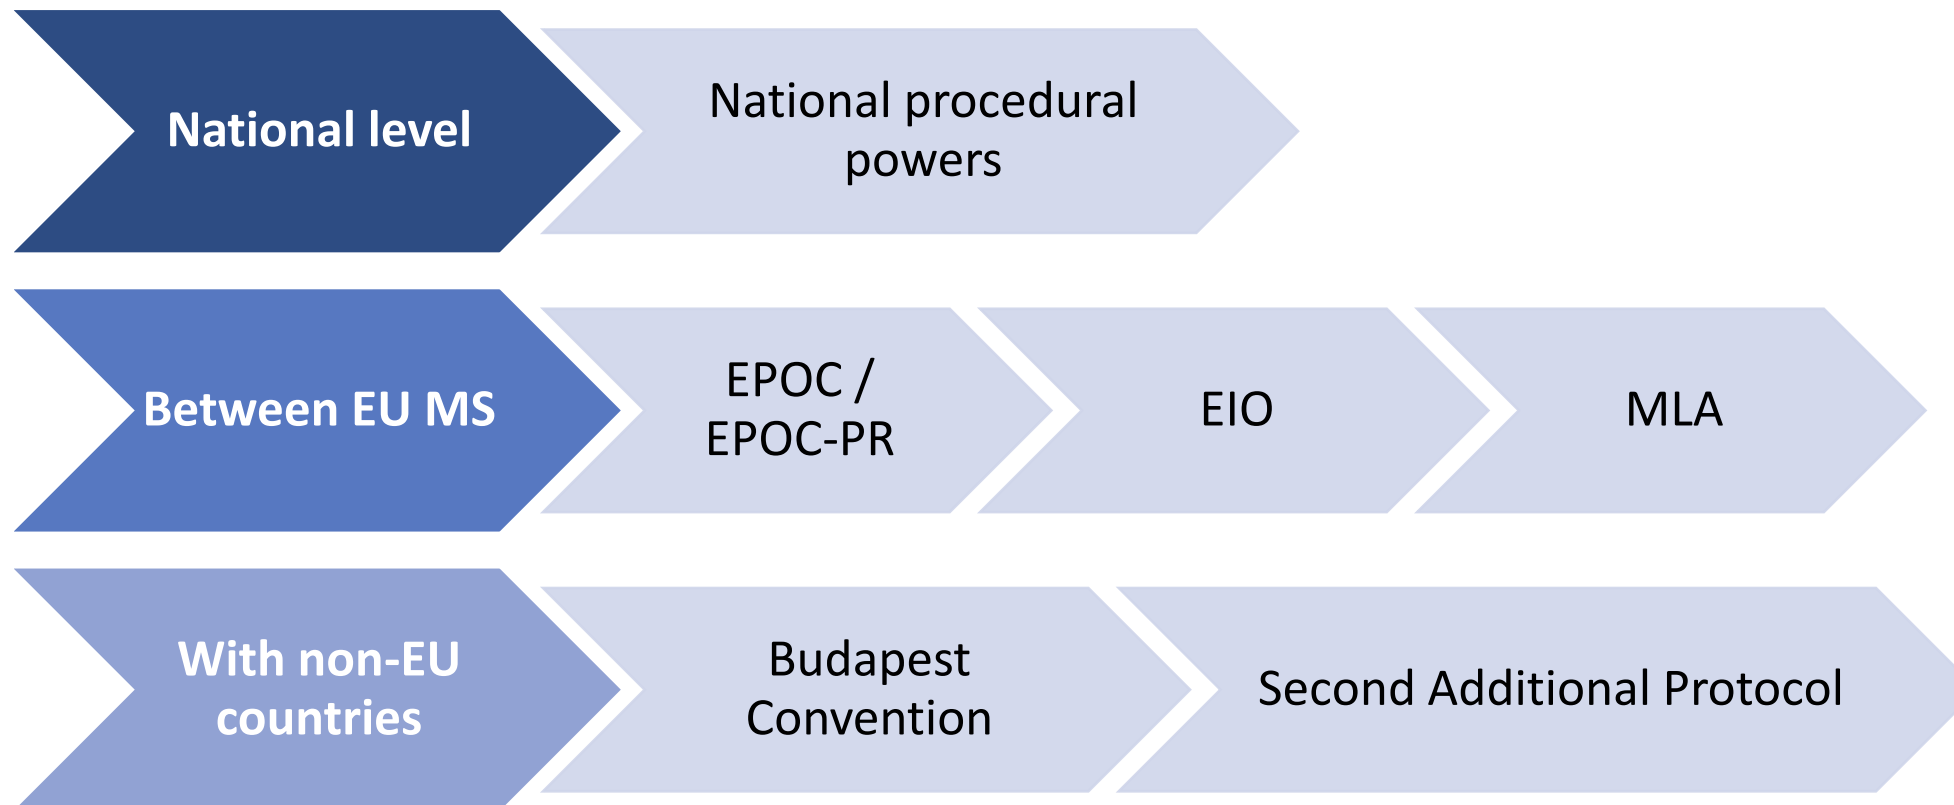 National level
National procedural
powers
Between EU MS
EPOC /
EPOC-PR
EIO
MLA
With non-EU
countries
Budapest
Convention
Second Additional Protocol